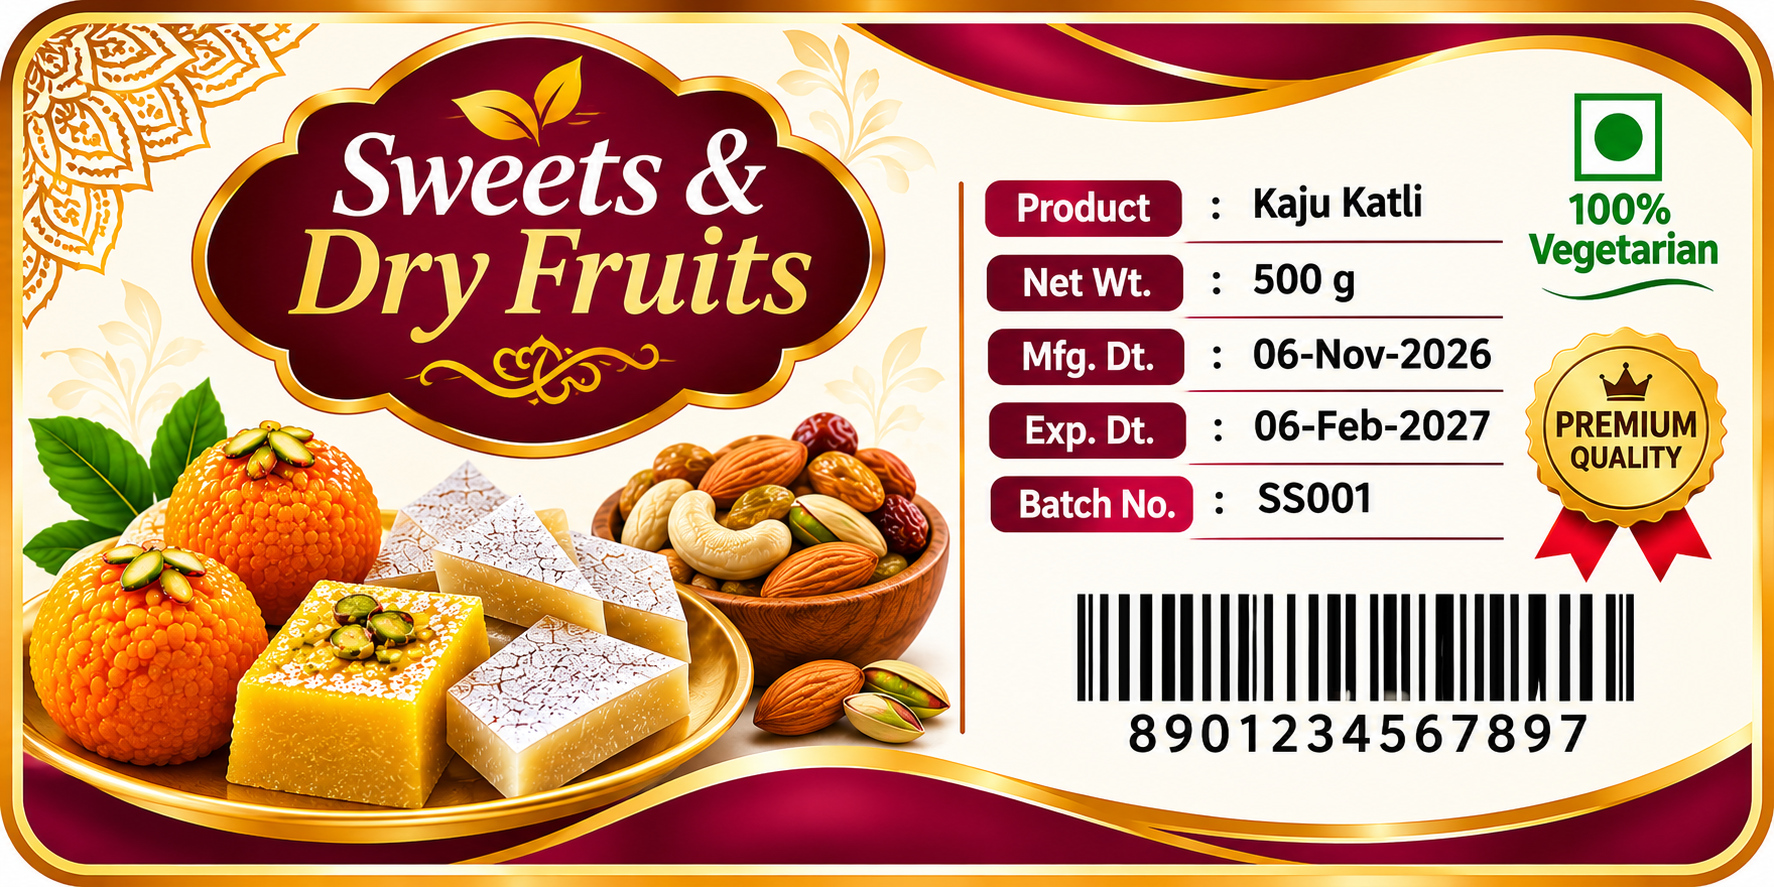 Sweets &
Dry Fruits
Product : Kaju Katli
Net Wt. : 500 g
Mfg. Dt. : 06-Nov-2026
Exp. Dt. : 06-Feb-2027
Batch No. : SS001
8901234567897
100%
Vegetarian
PREMIUM
QUALITY